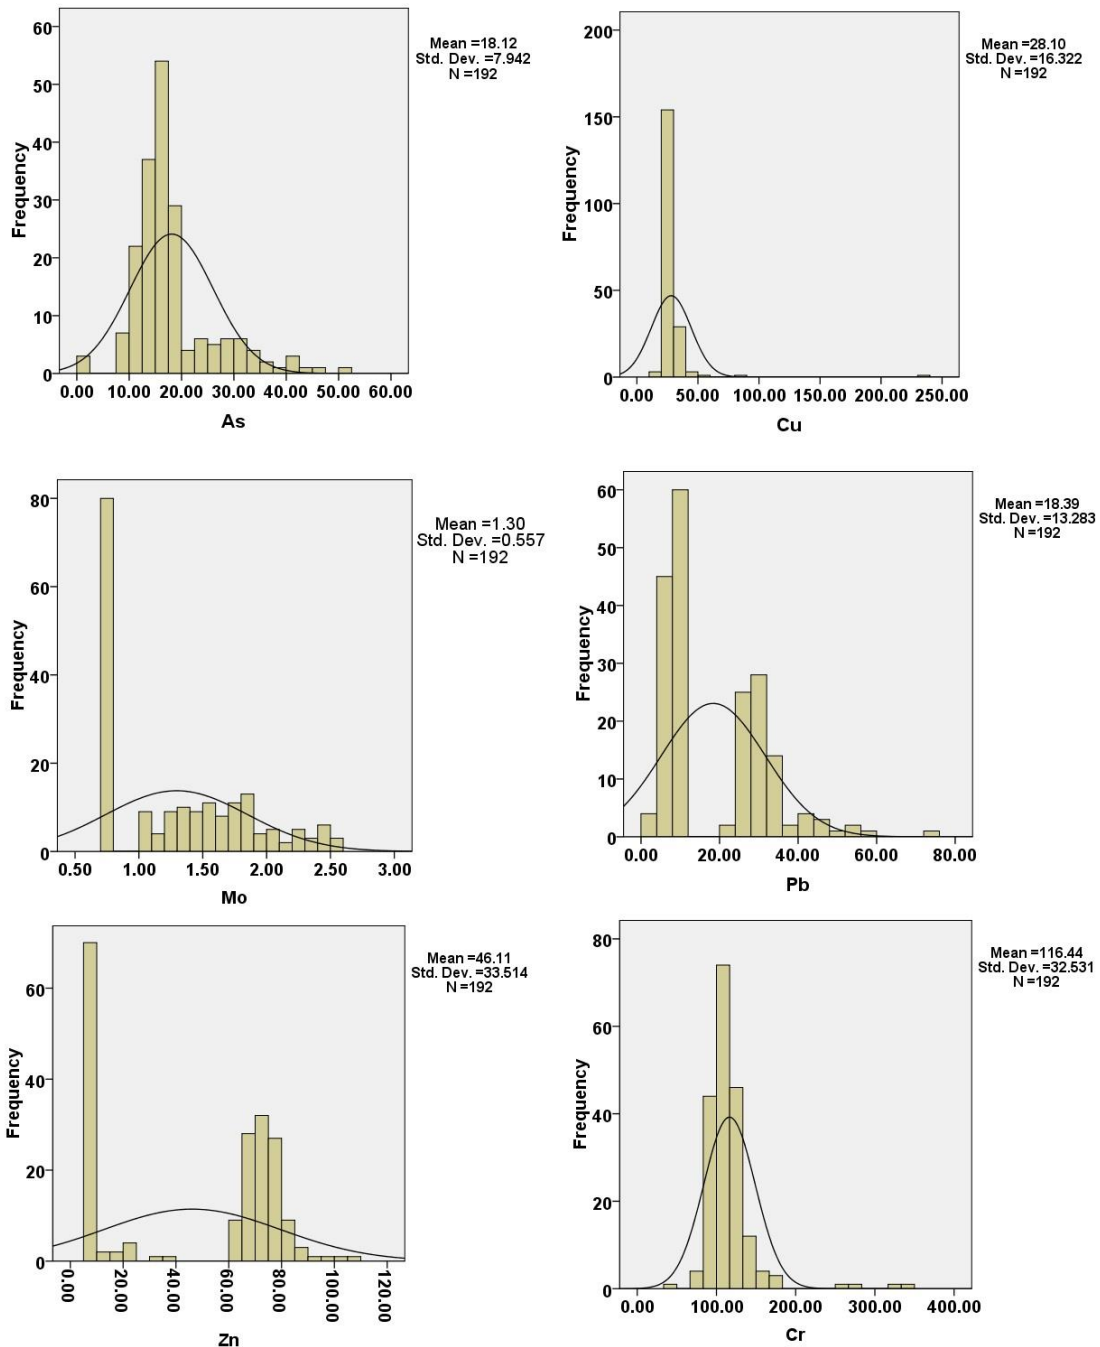 60
50
40
30
20
10
0
Frequency
0.00 10.00 20.00 30.00 40.00 50.00 60.00
As
Mean =18.12
Std. Dev. =7.942
N =192
200
150
100
50
0
Frequency
0.00 50.00 100.00 150.00 200.00 250.00
Cu
Mean =28.10
Std. Dev. =16.322
N =192
80
60
40
20
0
Frequency
0.50 1.00 1.50 2.00 2.50 3.00
Mo
Mean =1.30
Std. Dev. =0.557
N =192
60
50
40
30
20
10
0
Frequency
0.00 20.00 40.00 60.00 80.00
Pb
Mean =18.39
Std. Dev. =13.283
N =192
60
40
20
0
Frequency
0.00 20.00 40.00 60.00 80.00 100.00 120.00
Zn
Mean =46.11
Std. Dev. =33.514
N =192
80
60
40
20
0
Frequency
0.00 100.00 200.00 300.00 400.00
Cr
Mean =116.44
Std. Dev. =32.531
N =192